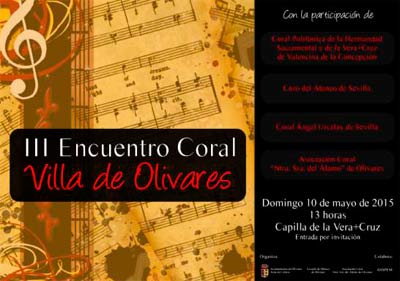 III Encuentro Coral
Villa de Olivares
Con la participación de
Coral Polifónica de la Hermandad
Sacramental y de la Vera+Cruz
de Valencina de la Concepción
Coro del Ateneo de Sevilla
Coral Ángel de Sevilla
Asociación Coral
"Ntra. Sra. del Álamo" de Olivares
Domingo 10 de mayo de 2015
13 horas
Capilla de la Vera+Cruz
Entrada por invitación
Organiza
Colabora